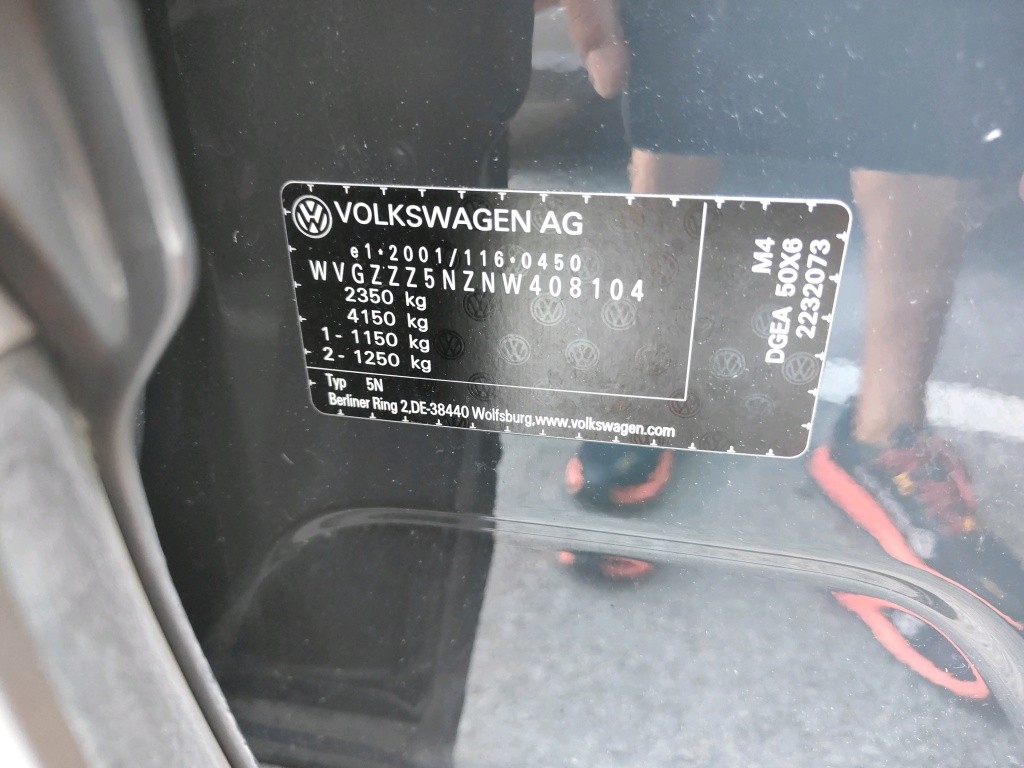 VOLKSWAGEN AG
e1*2001/116*0450
WVGZZZ5NZNW408104
2350 kg
4150 kg
1- 1150 kg
2- 1250 kg
Typ 5N
Berliner Ring 2,DE-38440 Wolfsburg,www.volkswagen.com
M4
DGEA 50X6
2232073